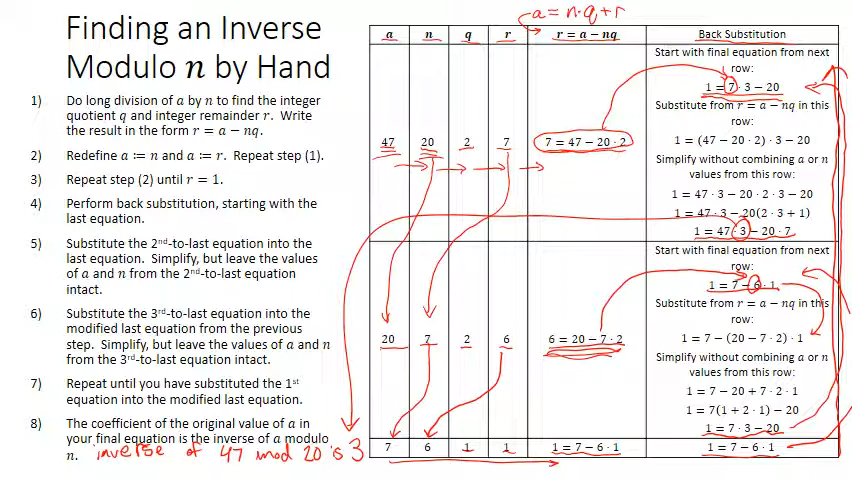 Finding an Inverse
Modulo n by Hand
1) Do long division of a by n to find the integer
quotient q and integer remainder r. Write
the result in the form r = a − nq.
2) Redefine a ≔ n and a ≔ r. Repeat step (1).
3) Repeat step (2) until r = 1.
4) Perform back substitution, starting with the
last equation.
5) Substitute the 2nd-to-last equation into the
last equation. Simplify, but leave the values
of a and n from the 2nd-to-last equation
intact.
6) Substitute the 3rd-to-last equation into the
modified last equation from the previous
step. Simplify, but leave the values of a and n
from the 3rd-to-last equation intact.
7) Repeat until you have substituted the 1st
equation into the modified last equation.
8) The coefficient of the original value of a in
your final equation is the inverse of a modulo
n. inverse of 47 mod 20 is 3
a = n·q + r
a n q r r = a − nq Back Substitution
Start with final equation from next
row:
1 = 7 · 3 − 20
Substitute from r = a − nq in this
row:
47 20 2 7 7 = 47 − 20 · 2 1 = (47 − 20 · 2) · 3 − 20
Simplify without combining a or n
values from this row:
1 = 47 · 3 − 20 · 2 · 3 − 20
1 = 47 · 3 − 20(2 · 3 + 1)
1 = 47 · 3 − 20 · 7
Start with final equation from next
row:
1 = 7 − 6 · 1
Substitute from r = a − nq in this
row:
20 7 2 6 6 = 20 − 7 · 2 1 = 7 − (20 − 7 · 2) · 1
Simplify without combining a or n
values from this row:
1 = 7 − 20 + 7 · 2 · 1
1 = 7(1 + 2 · 1) − 20
1 = 7 · 3 − 20
7 6 1 1 1 = 7 − 6 · 1 1 = 7 − 6 · 1